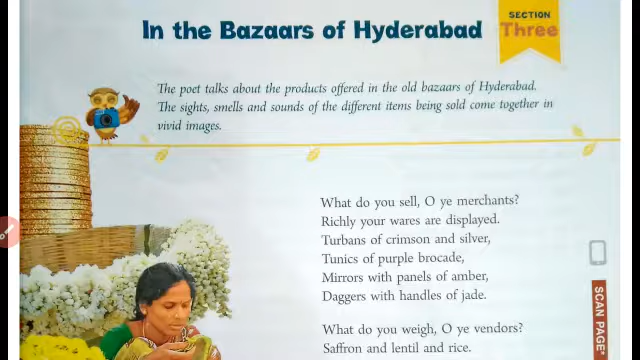 In the Bazaars of Hyderabad
SECTION
Three
The poet talks about the products offered in the old bazaars of Hyderabad.
The sights, smells and sounds of the different items being sold come together in
vivid images.
What do you sell, O ye merchants?
Richly your wares are displayed.
Turbans of crimson and silver,
Tunics of purple brocade,
Mirrors with panels of amber,
Daggers with handles of jade.
What do you weigh, O ye vendors?
Saffron and lentil and rice.
SCAN PAGE